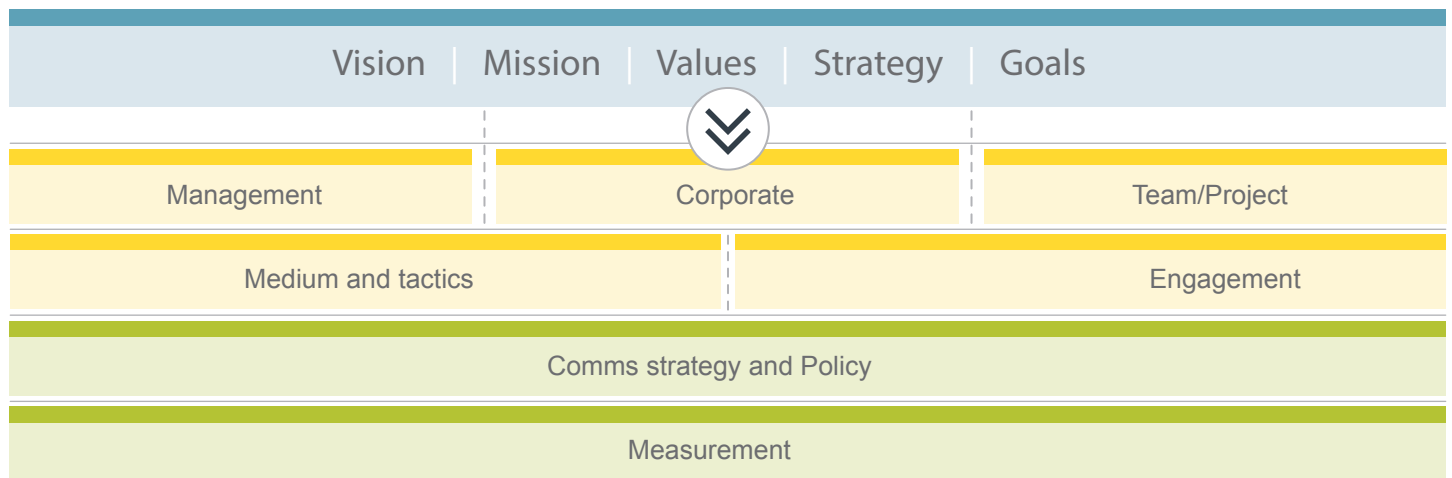 Vision | Mission | Values | Strategy | Goals
Management Corporate Team/Project
Medium and tactics Engagement
Comms strategy and Policy
Measurement